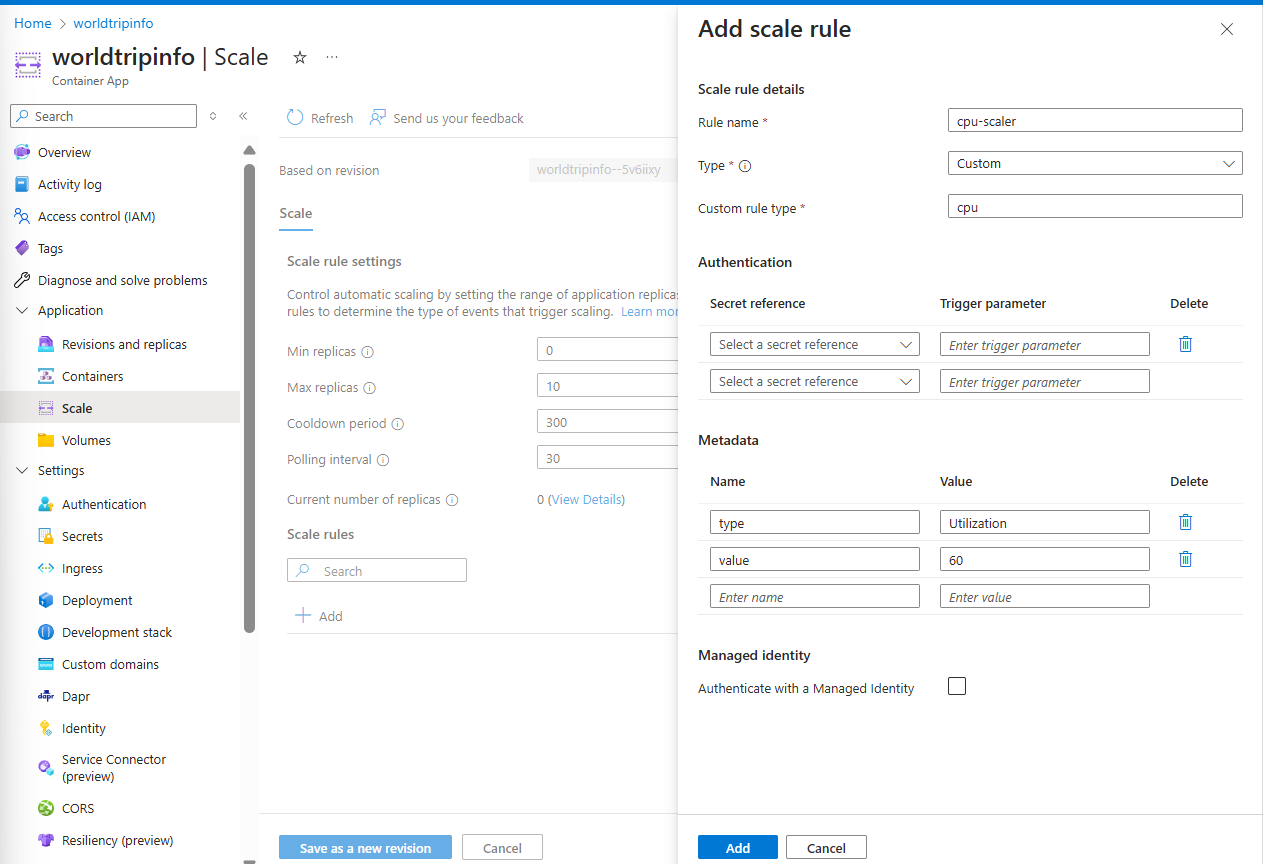 Home > worldtripinfo
worldtripinfo | Scale
Container App
Search
Overview
Activity log
Access control (IAM)
Tags
Diagnose and solve problems
Application
Revisions and replicas
Containers
Scale
Volumes
Settings
Authentication
Secrets
Ingress
Deployment
Development stack
Custom domains
Dapr
Identity
Service Connector
(preview)
CORS
Resiliency (preview)
Refresh Send us your feedback
Based on revision worldtripinfo--5v6iixy
Scale
Scale rule settings
Control automatic scaling by setting the range of application replicas
rules to determine the type of events that trigger scaling. Learn mor
Min replicas 0
Max replicas 10
Cooldown period 300
Polling interval 30
Current number of replicas 0 (View Details)
Scale rules
Search
Add
Save as a new revision Cancel
Add scale rule
Scale rule details
Rule name * cpu-scaler
Type * Custom
Custom rule type * cpu
Authentication
Secret reference Trigger parameter Delete
Select a secret reference Enter trigger parameter
Select a secret reference Enter trigger parameter
Metadata
Name Value Delete
type Utilization
value 60
Enter name Enter value
Managed identity
Authenticate with a Managed Identity
Add Cancel